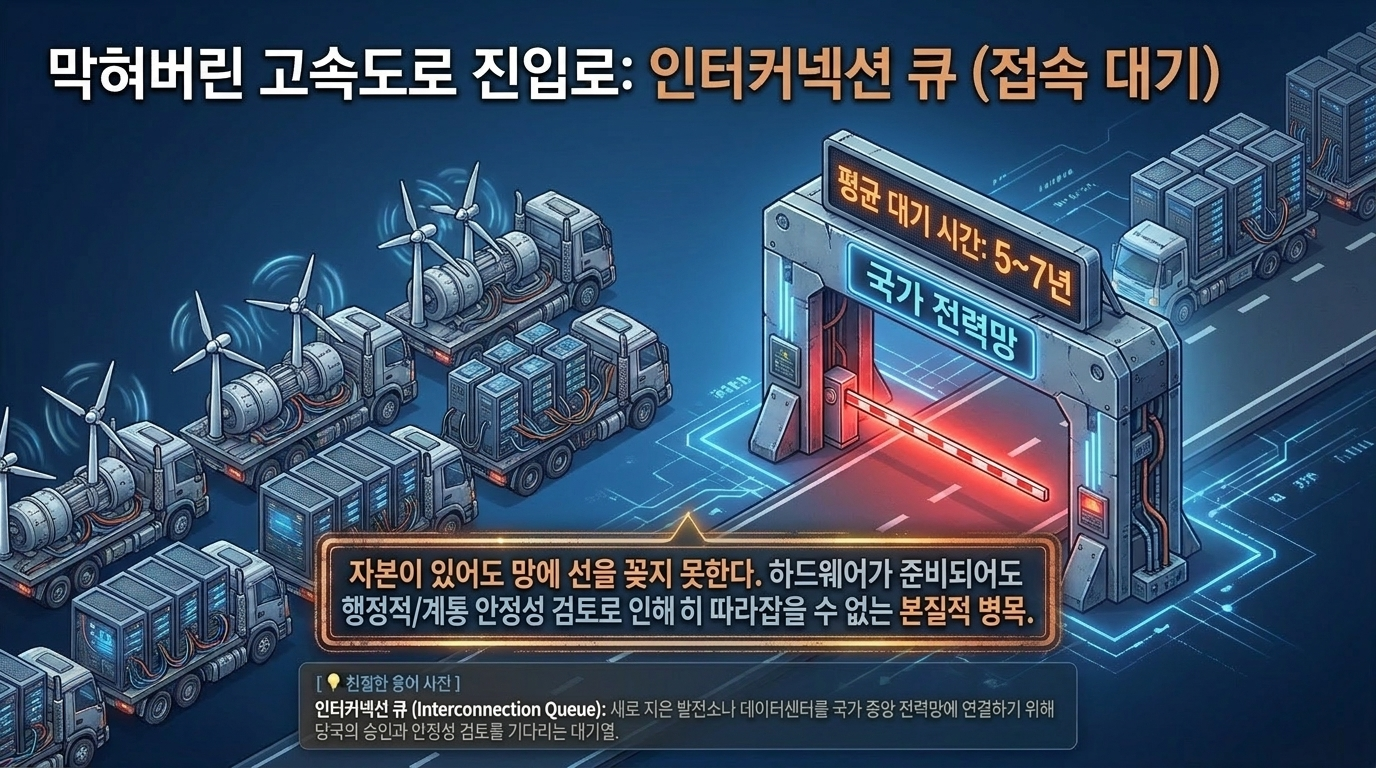 막혀버린 고속도로 진입로: 인터커넥션 큐 (접속 대기)
평균 대기 시간: 5~7년
국가 전력망
자본이 있어도 망에 선을 꽂지 못한다. 하드웨어가 준비되어도
행정적/계통 안정성 검토로 인해 히 따라잡을 수 없는 본질적 병목.
[💡 친절한 용어 사전]
인터커넥션 큐 (Interconnection Queue): 새로 지은 발전소나 데이터센터를 국가 중앙 전력망에 연결하기 위해
당국의 승인과 안정성 검토를 기다리는 대기열.